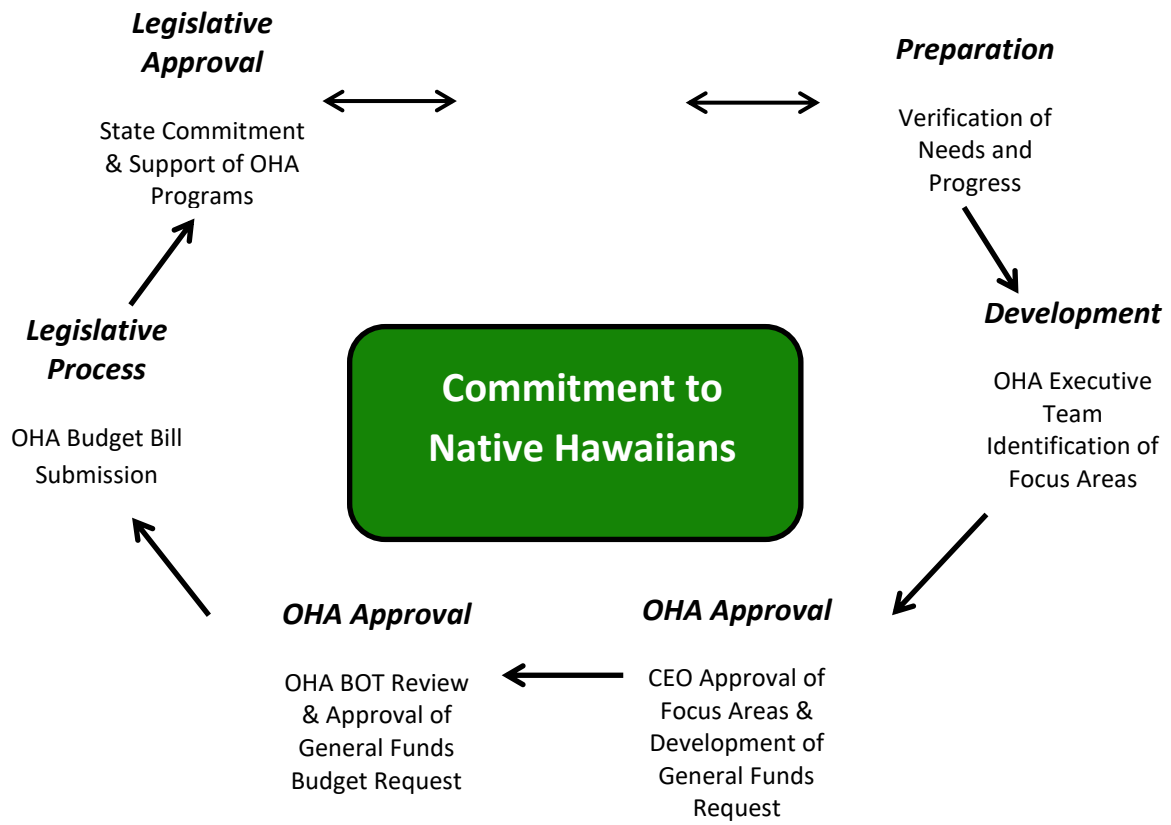 Legislative
Approval
State Commitment
& Support of OHA
Programs
Preparation
Verification of
Needs and
Progress
Development
OHA Executive
Team
Identification of
Focus Areas
OHA Approval
CEO Approval of
Focus Areas &
Development of
General Funds
Request
OHA Approval
OHA BOT Review
& Approval of
General Funds
Budget Request
Legislative
Process
OHA Budget Bill
Submission
Commitment to
Native Hawaiians